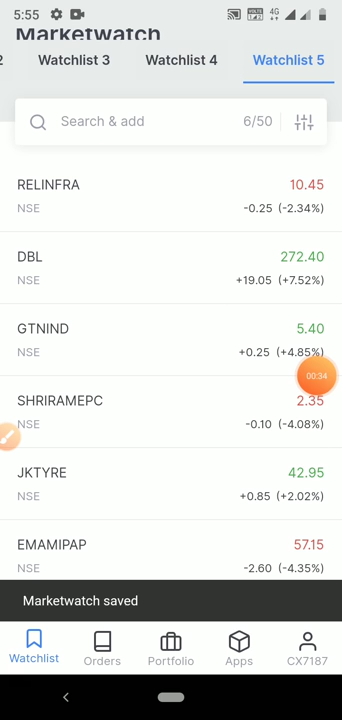 5:55
4G
Marketwatch
2 Watchlist 3 Watchlist 4 Watchlist 5
Search & add 6/50
RELINFRA 10.45
NSE -0.25 (-2.34%)
DBL 272.40
NSE +19.05 (+7.52%)
GTNIND 5.40
NSE +0.25 (+4.85%)
00:34
SHRIRAMEPC 2.35
NSE -0.10 (-4.08%)
JKTYRE 42.95
NSE +0.85 (+2.02%)
EMAMIPAP 57.15
NSE -2.60 (-4.35%)
Marketwatch saved
Watchlist Orders Portfolio Apps CX7187